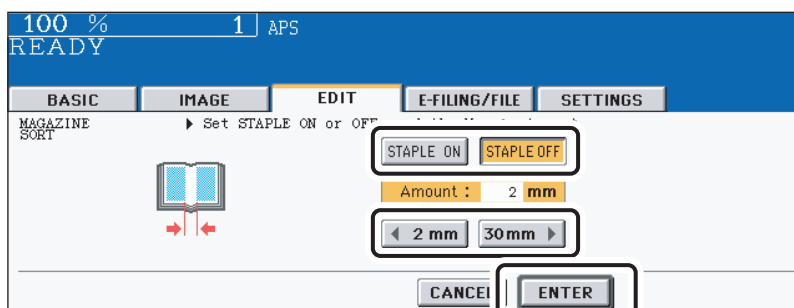 100 % 1 APS
READY
BASIC IMAGE EDIT E-FILING/FILE SETTINGS
MAGAZINE SORT
Set STAPLE ON or OFF
STAPLE ON STAPLE OFF
Amount : 2 mm
2 mm 30 mm
CANCEL ENTER